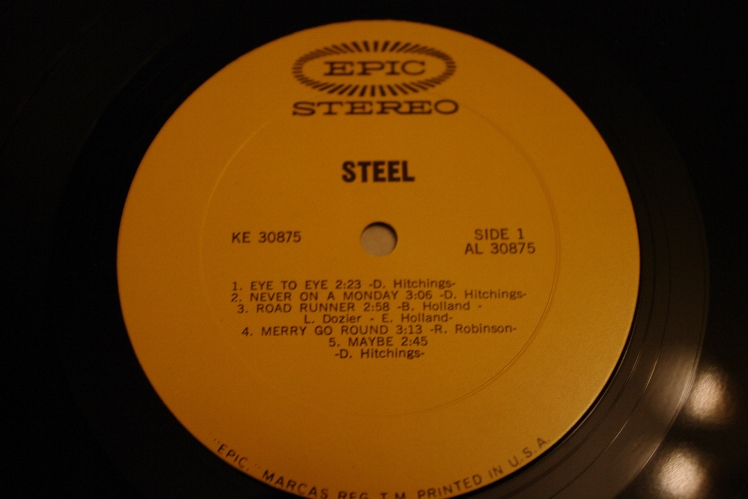 EPIC
STEREO
STEEL
KE 30875
SIDE 1
AL 30875
1. EYE TO EYE 2:23 -D. Hitchings-
2. NEVER ON A MONDAY 3:06 -D. Hitchings-
3. ROAD RUNNER 2:58 -B. Holland -
L. Dozier - E. Holland-
4. MERRY GO ROUND 3:13 -R. Robinson-
5. MAYBE 2:45
-D. Hitchings-
"EPIC, MARCAS REG. T.M. PRINTED IN U.S.A.